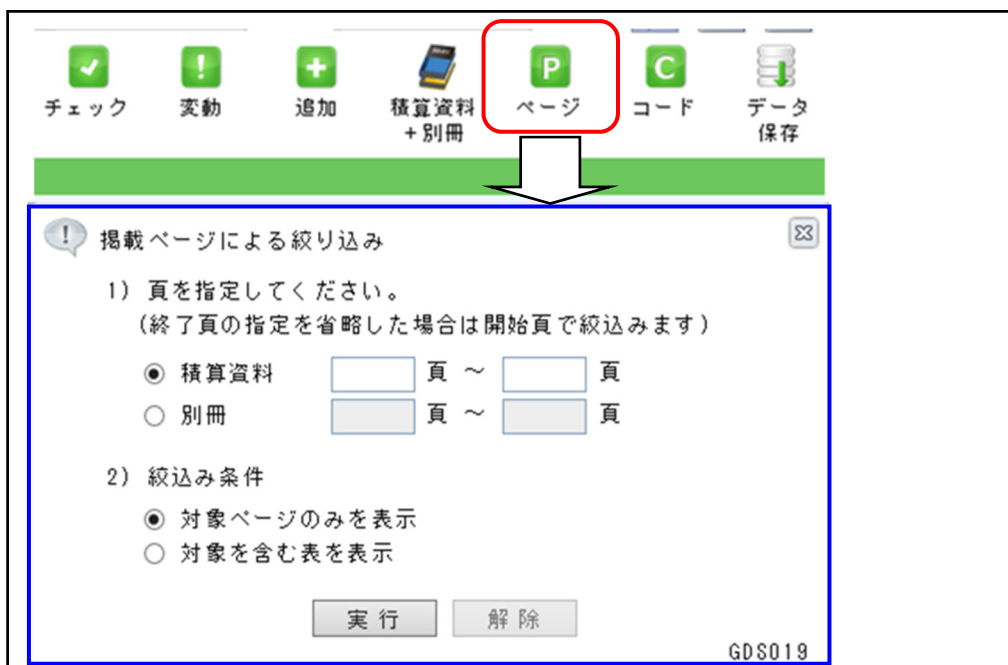 チェック 変動 追加 積算資料 +別冊 P ページ C コード データ 保存
掲載ページによる絞り込み
1) 頁を指定してください。
(終了頁の指定を省略した場合は開始頁で絞込みます)
積算資料 頁 ～ 頁
別冊 頁 ～ 頁
2) 絞込み条件
対象ページのみを表示
対象を含む表を表示
実行 解除
GDS019